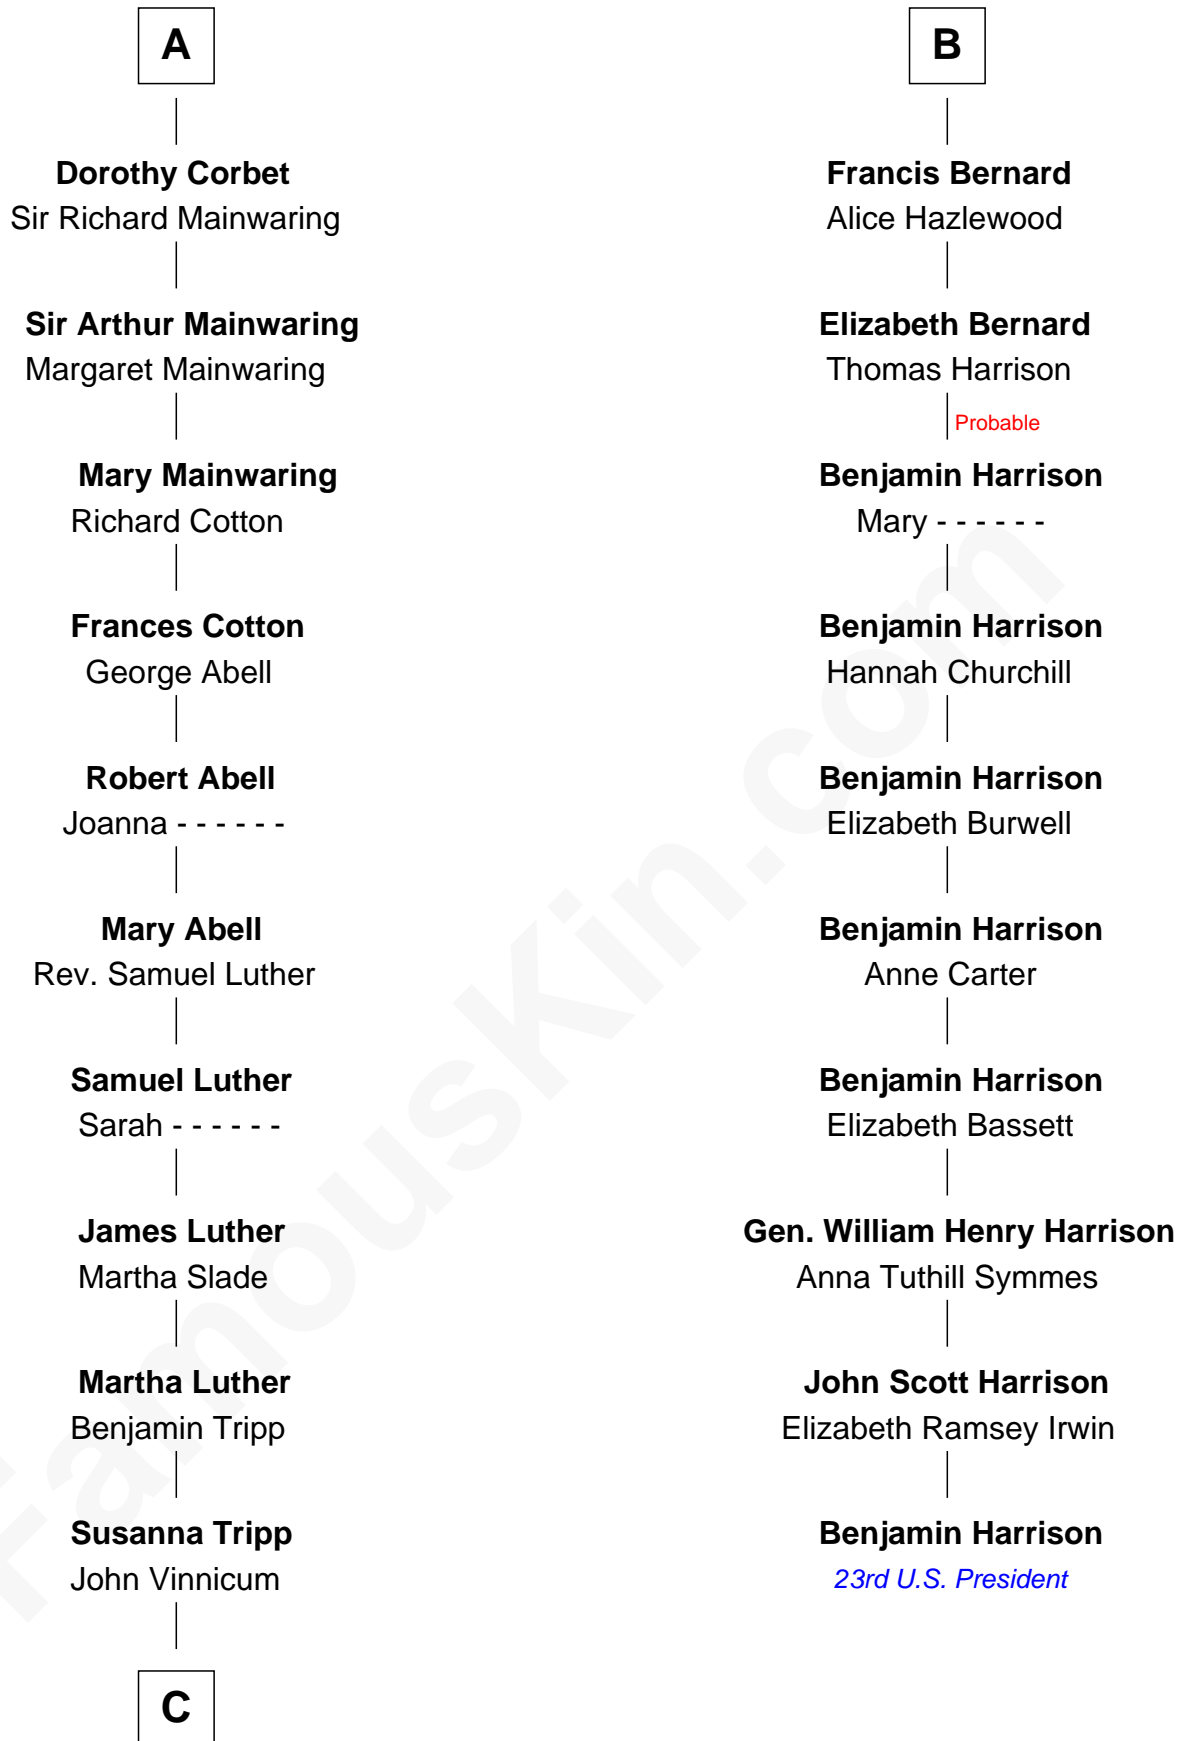 A
Dorothy Corbet
Sir Richard Mainwaring
Sir Arthur Mainwaring
Margaret Mainwaring
Mary Mainwaring
Richard Cotton
Frances Cotton
George Abell
Robert Abell
Joanna - - - - - -
Mary Abell
Rev. Samuel Luther
Samuel Luther
Sarah - - - - - -
James Luther
Martha Slade
Martha Luther
Benjamin Tripp
Susanna Tripp
John Vinnicum
C
B
Francis Bernard
Alice Hazlewood
Elizabeth Bernard
Thomas Harrison
Probable
Benjamin Harrison
Mary - - - - - -
Benjamin Harrison
Hannah Churchill
Benjamin Harrison
Elizabeth Burwell
Benjamin Harrison
Anne Carter
Benjamin Harrison
Elizabeth Bassett
Gen. William Henry Harrison
Anna Tuthill Symmes
John Scott Harrison
Elizabeth Ramsey Irwin
Benjamin Harrison
23rd U.S. President
FamousKin.com